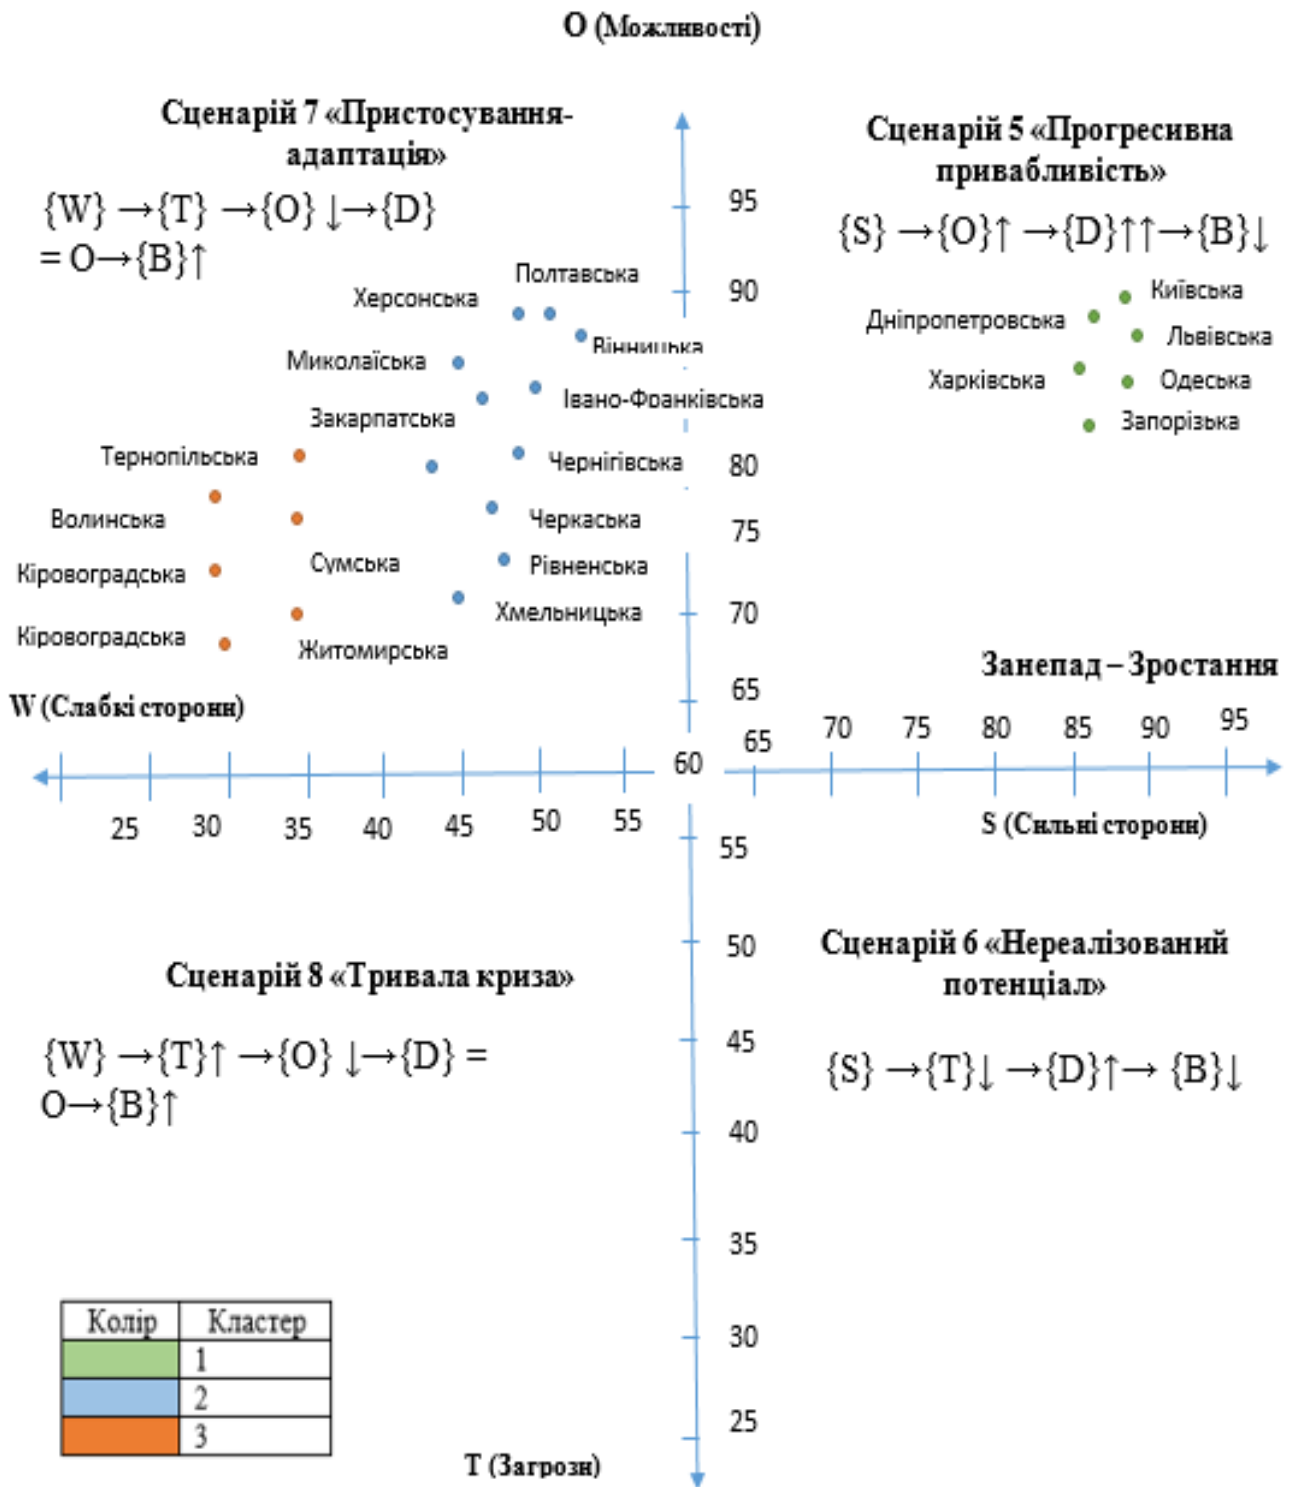 O (Можливості)
Сценарій 7 «Пристосування-
адаптація»
{W} →{T} →{O} ↓→{D}
= O→{B}↑
Сценарій 5 «Прогресивна
привабливість»
{S} →{O}↑ →{D}↑↑→{B}↓
95
90
80
75
70
65
Полтавська
Херсонська
Вінницька
Миколаїська
Івано-Франківська
Закарпатська
Тернопільська
Чернігівська
Волинська
Черкаська
Сумська
Рівненська
Кіровоградська
Хмельницька
Кіровоградська
Житомирська
Київська
Дніпропетровська
Львівська
Харківська
Одеська
Запорізька
Занепад – Зростання
W (Слабкі сторони)
65 70 75 80 85 90 95
60
25 30 35 40 45 50 55
S (Сильні сторони)
55
50
45
40
35
30
25
Сценарій 8 «Тривала криза»
{W} →{T}↑ →{O} ↓→{D} =
O→{B}↑
Сценарій 6 «Нереалізований
потенціал»
{S} →{T}↓ →{D}↑→ {B}↓
Колір Кластер
1
2
3
T (Загрози)